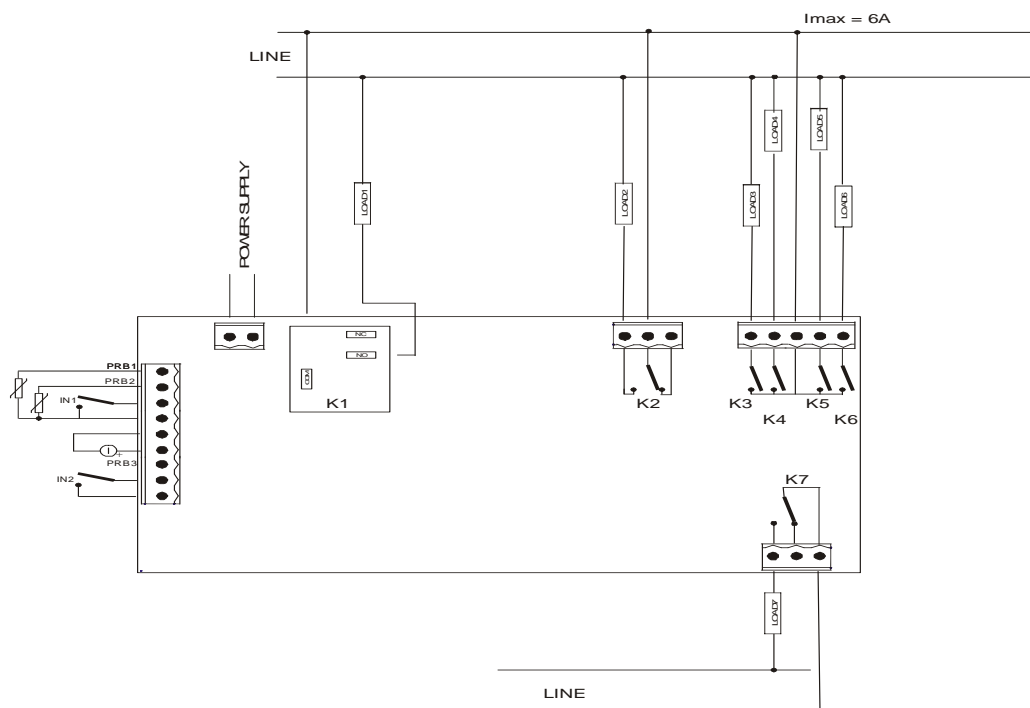 Imax = 6A
LINE
POWER SUPPLY
LOAD1
LOAD2
LOAD3
LOAD4
LOAD5
LOAD6
NC
NO
COM
K1
K2
K3
K4
K5
K6
PRB1
PRB2
IN1
+
PRB3
IN2
K7
LOAD7
LINE